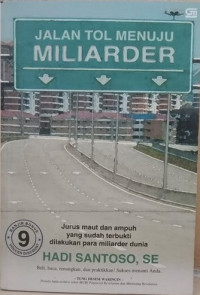 JALAN TOL MENUJU
MILIARDER
9
Jurus maut dan ampuh
yang sudah terbukti
dilakukan para miliarder dunia
HADI SANTOSO, SE